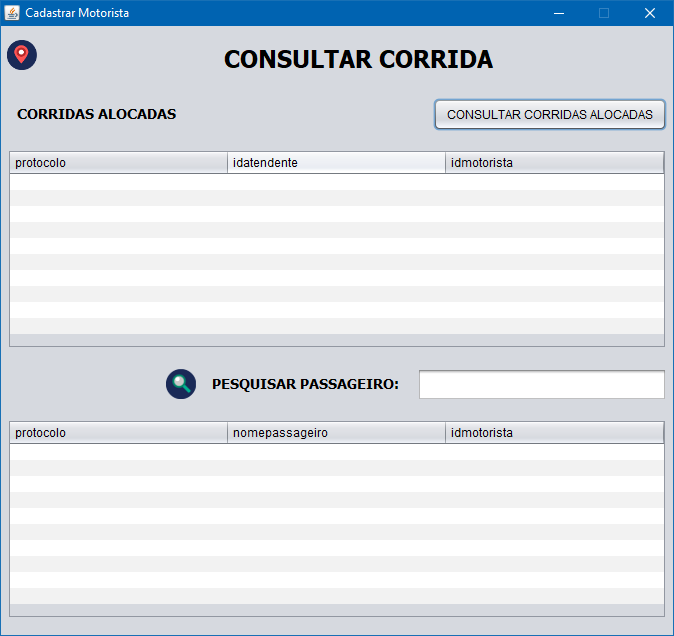 Cadastrar Motorista
CONSULTAR CORRIDA
CORRIDAS ALOCADAS
CONSULTAR CORRIDAS ALOCADAS
protocolo idatendente idmotorista
PESQUISAR PASSAGEIRO:
protocolo nomepassageiro idmotorista